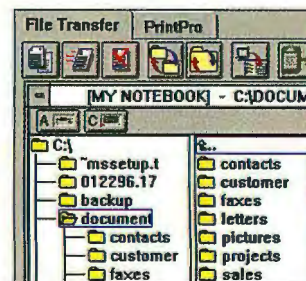 File Transfer PrintPro
[MY NOTEBOOK] - C:\DOCUM
A C
C:\
~mssetup.t
012296.17
backup
document
contacts
customer
faxes
..
contacts
customer
faxes
letters
pictures
projects
sales